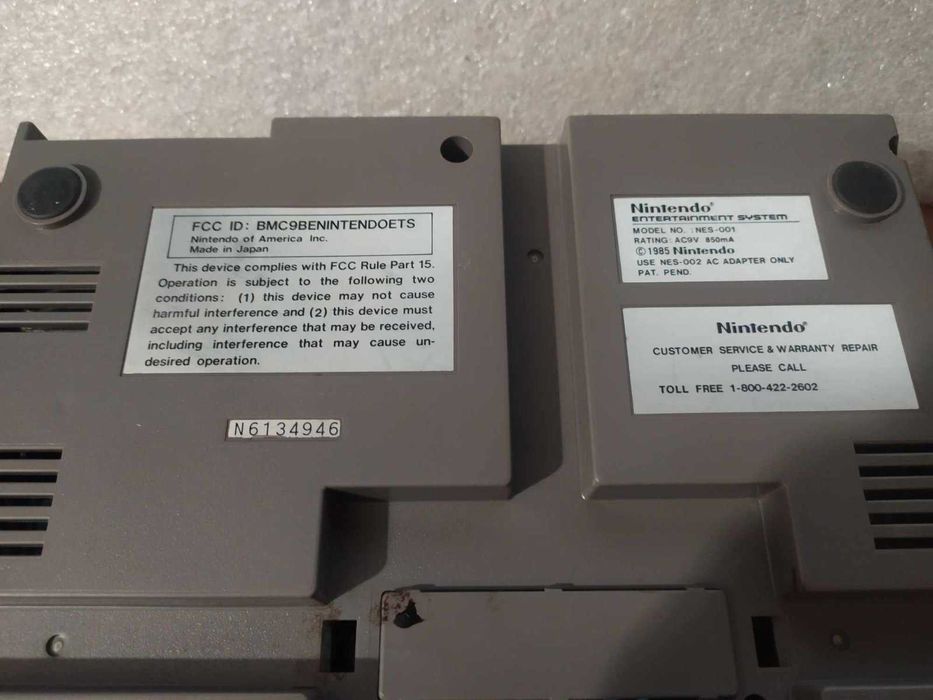 FCC ID: BMC9BENINTENDOETS
Nintendo of America Inc.
Made in Japan
This device complies with FCC Rule Part 15.
Operation is subject to the following two
conditions: (1) this device may not cause
harmful interference and (2) this device must
accept any interference that may be received,
including interference that may cause un-
desired operation.
N6134946
Nintendo®
ENTERTAINMENT SYSTEM
MODEL NO. : NES-001
RATING: AC9V 850mA
© 1985 Nintendo
USE NES-002 AC ADAPTER ONLY
PAT. PEND.
Nintendo®
CUSTOMER SERVICE & WARRANTY REPAIR
PLEASE CALL
TOLL FREE 1-800-422-2602